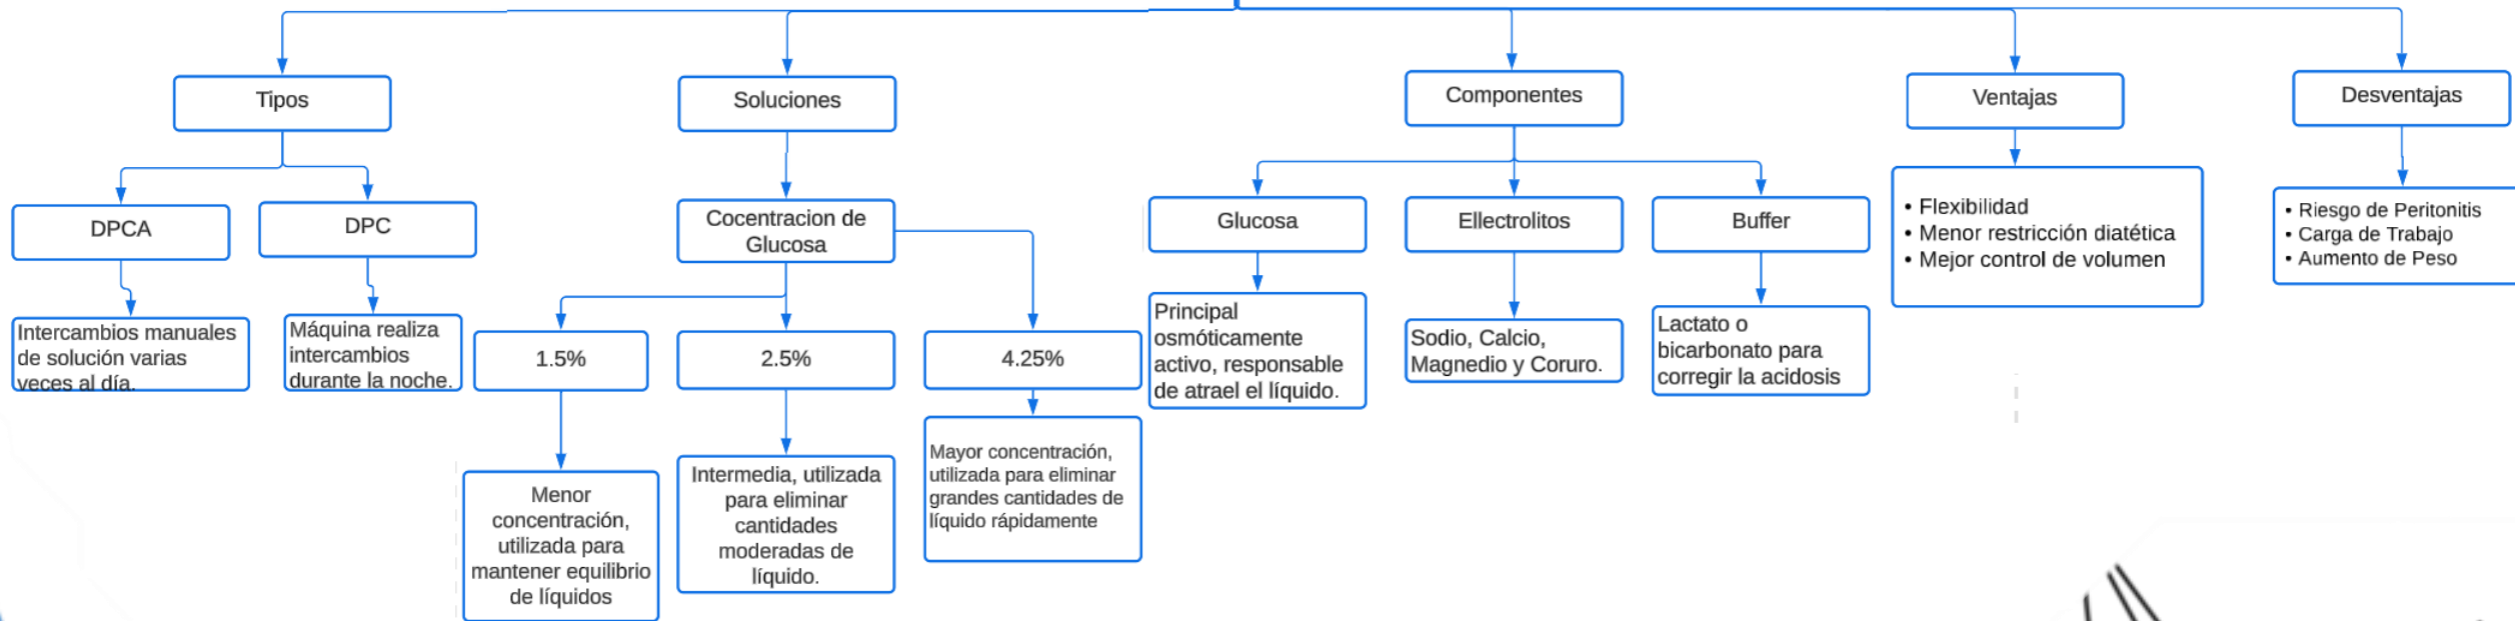 Tipos
Soluciones
Componentes
Ventajas
Desventajas
DPCA
DPC
Cocentracion de
Glucosa
Glucosa
Ellectrolitos
Buffer
• Flexibilidad
• Menor restricción diatética
• Mejor control de volumen
• Riesgo de Peritonitis
• Carga de Trabajo
• Aumento de Peso
Intercambios manuales
de solución varias
veces al día.
Máquina realiza
intercambios
durante la noche.
1.5%
2.5%
4.25%
Principal
osmóticamente
activo, responsable
de atrael el líquido.
Sodio, Calcio,
Magnedio y Coruro.
Lactato o
bicarbonato para
corregir la acidosis
Menor
concentración,
utilizada para
mantener equilibrio
de líquidos
Intermedia, utilizada
para eliminar
cantidades
moderadas de
líquido.
Mayor concentración,
utilizada para eliminar
grandes cantidades de
líquido rápidamente